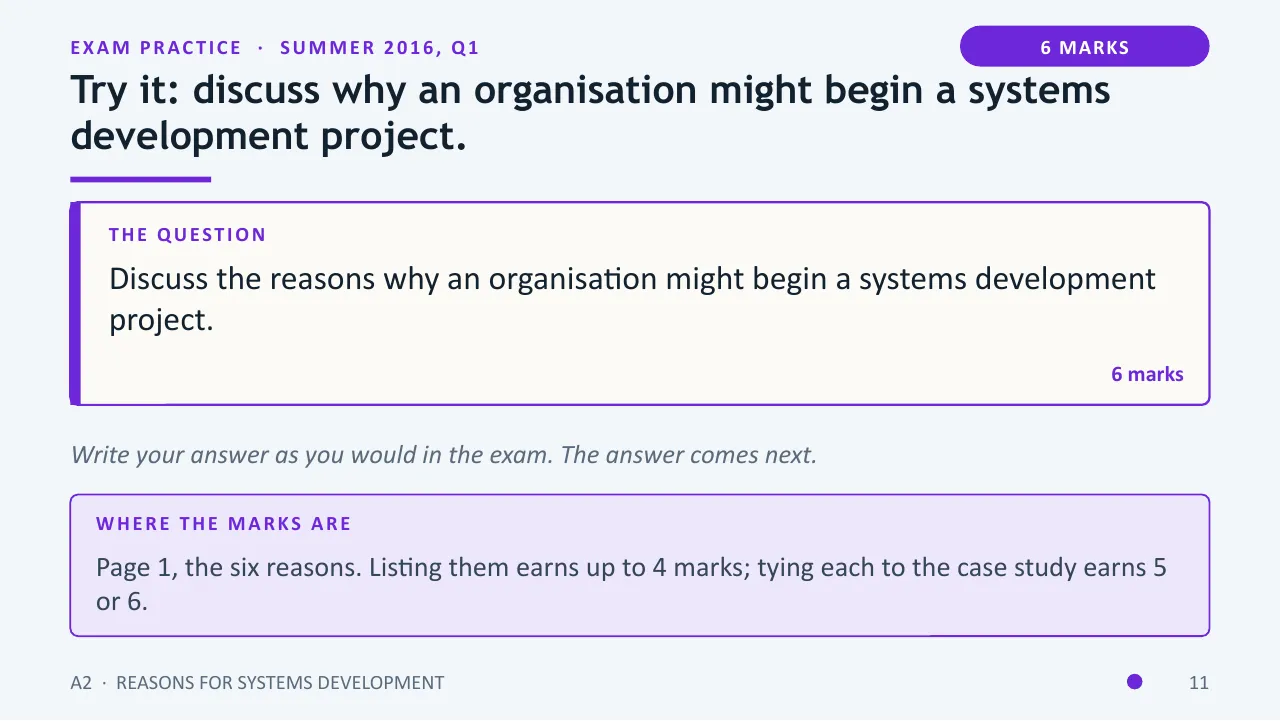 EXAM PRACTICE · SUMMER 2016, Q1
6 MARKS
Try it: discuss why an organisation might begin a systems
development project.
THE QUESTION
Discuss the reasons why an organisation might begin a systems development
project.
6 marks
Write your answer as you would in the exam. The answer comes next.
WHERE THE MARKS ARE
Page 1, the six reasons. Listing them earns up to 4 marks; tying each to the case study earns 5
or 6.
A2 · REASONS FOR SYSTEMS DEVELOPMENT
11